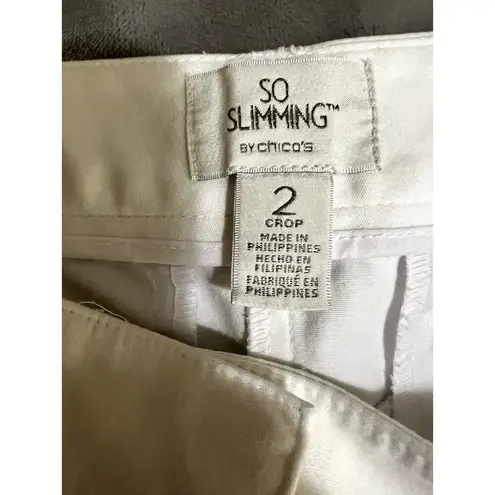 SO
SLIMMING™
BY chico's
2
CROP
MADE IN
PHILIPPINES
HECHO EN
FILIPINAS
FABRIQUÉ EN
PHILIPPINES